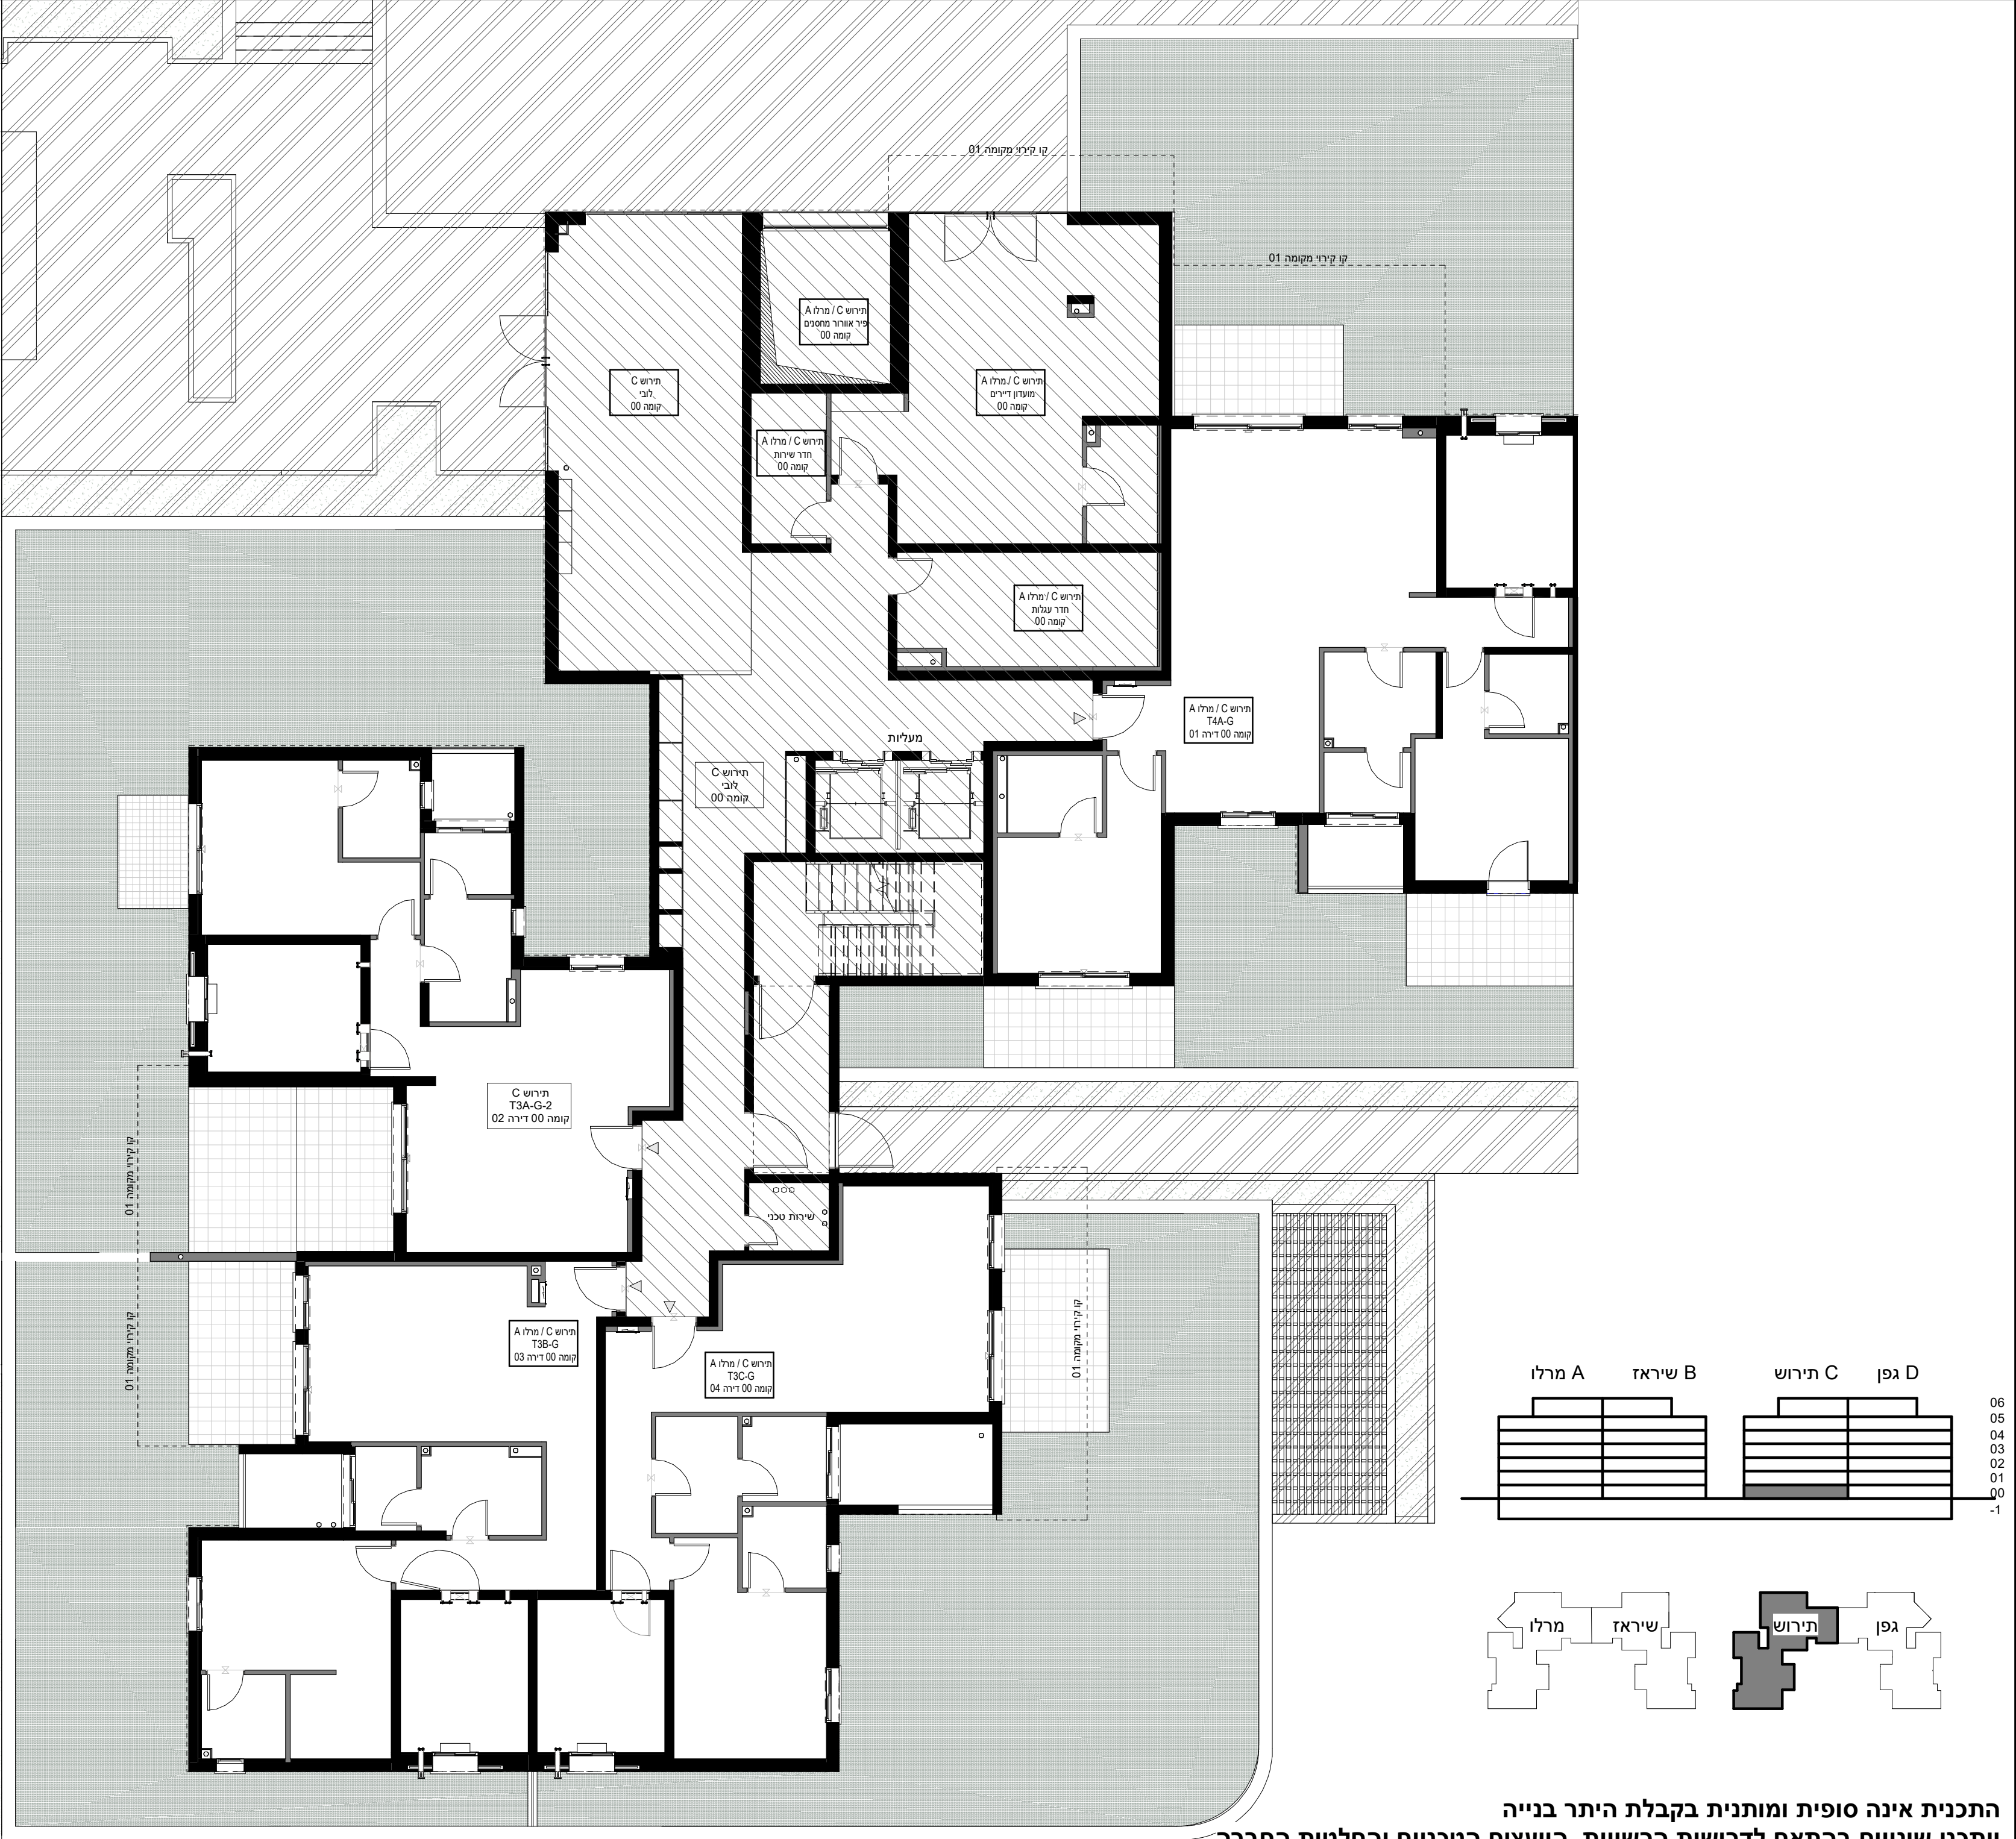 קו קירוי מקומה 01
קו קירוי מקומה 01
תירוש C / מרלו A
פיר אוורור מחסנים
קומה 00
תירוש C
לובי
קומה 00
תירוש C / מרלו A
מועדון דיירים
קומה 00
תירוש C / מרלו A
חדר שירות
קומה 00
תירוש C / מרלו A
חדר עגלות
קומה 00
תירוש C / מרלו A
T4A-G
קומה 00 דירה 01
מעליות
תירוש C
לובי
קומה 00
תירוש C
T3A-G-2
קומה 00 דירה 02
קו קירוי מקומה 01
שירות טכני
קו קירוי מקומה 01
קו קירוי מקומה 01
תירוש C / מרלו A
T3B-G
קומה 00 דירה 03
תירוש C / מרלו A
T3C-G
קומה 00 דירה 04
מרלו A
שיראז B
תירוש C
גפן D
06
05
04
03
02
01
00
-1
מרלו
שיראז
תירוש
גפן
התכנית אינה סופית ומותנית בקבלת היתר בנייה